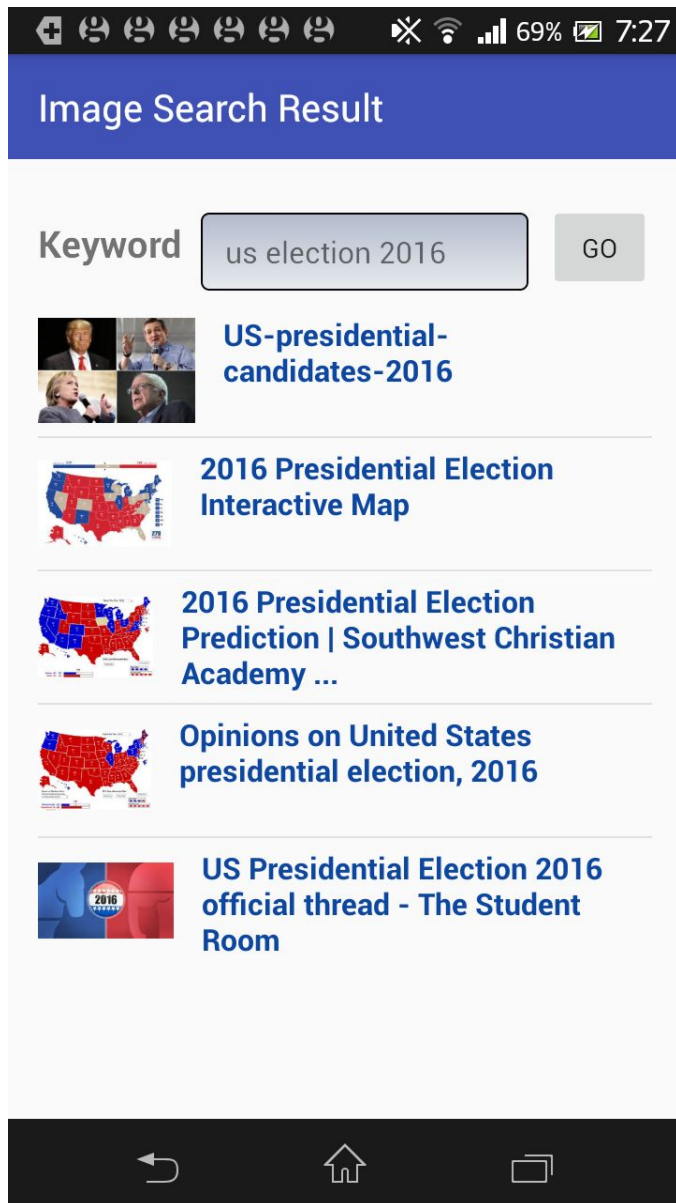 69% 7:27
Image Search Result
Keyword us election 2016 GO
US-presidential-
candidates-2016
2016 Presidential Election
Interactive Map
2016 Presidential Election
Prediction | Southwest Christian
Academy ...
Opinions on United States
presidential election, 2016
2016
US Presidential Election 2016
official thread - The Student
Room